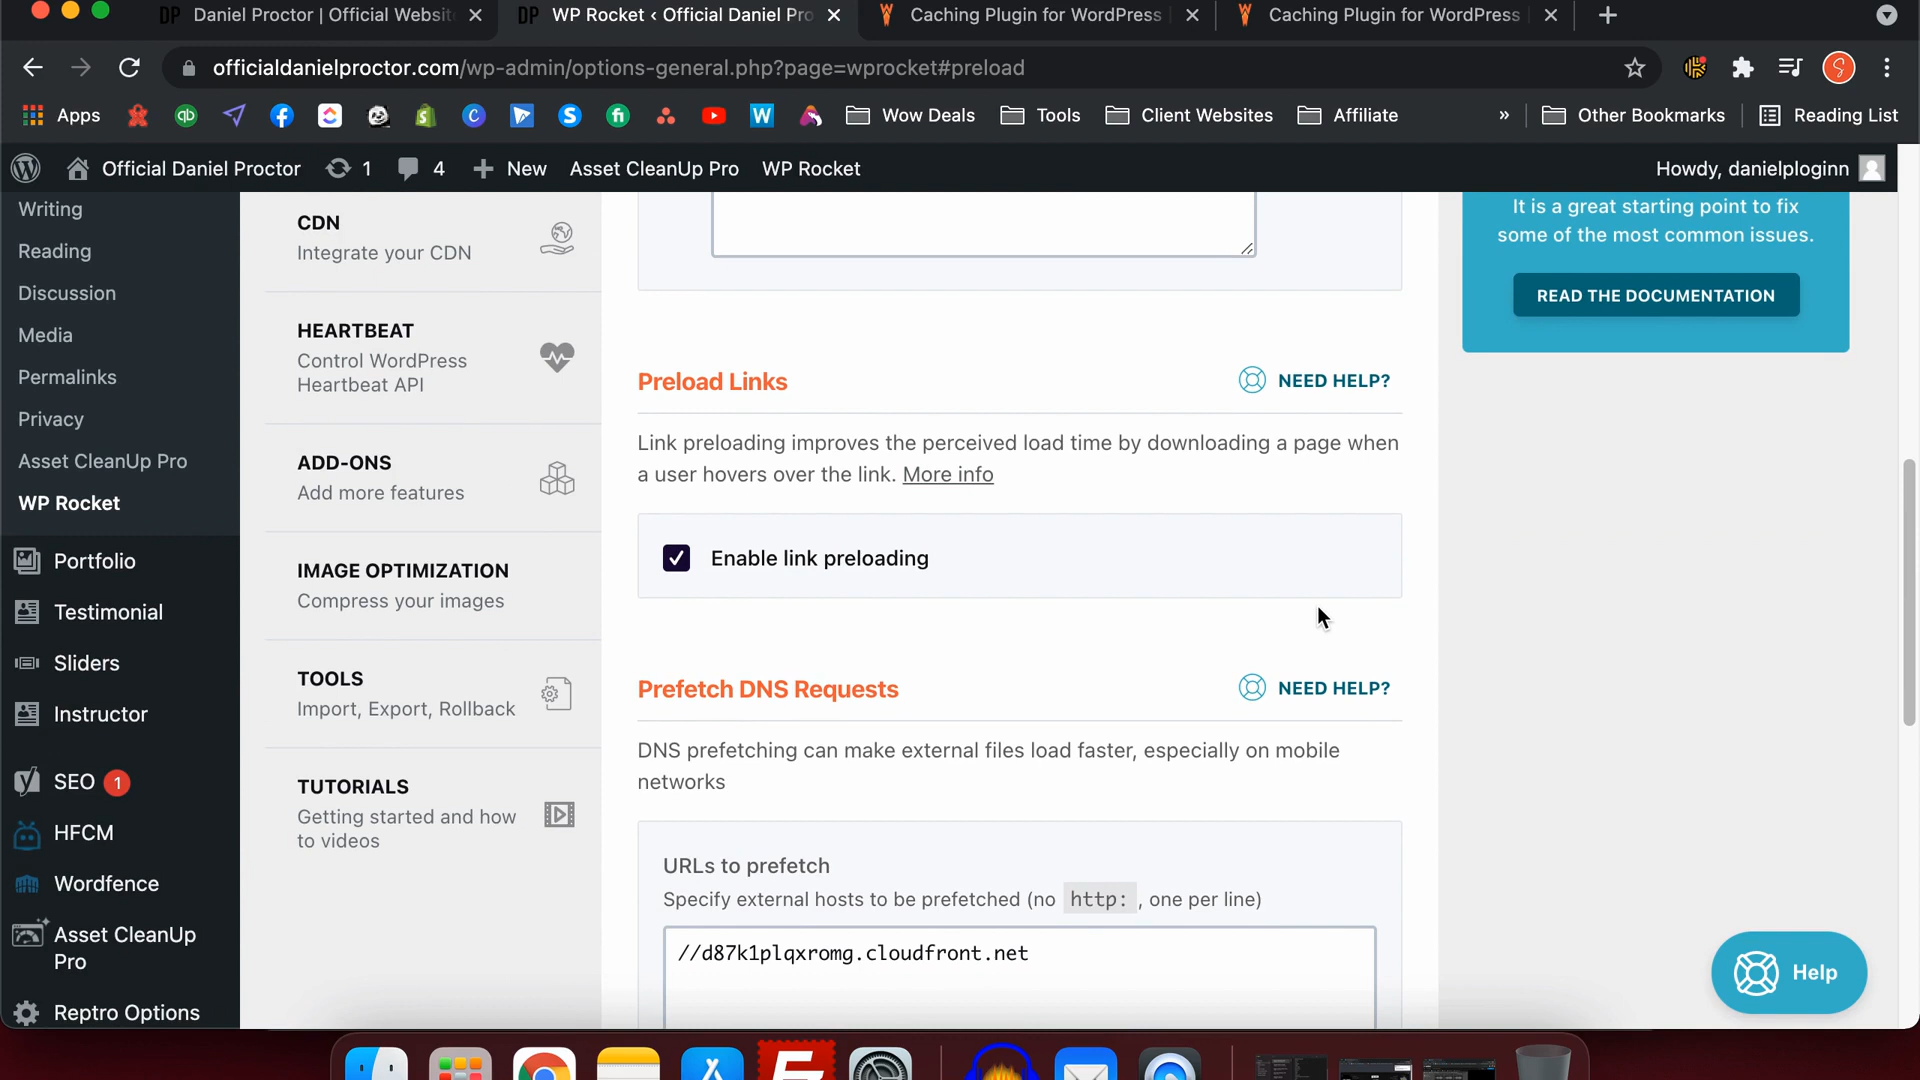 DP Daniel Proctor | Official Websit
DP WP Rocket ‹ Official Daniel Pro
Caching Plugin for WordPress
Caching Plugin for WordPress
officialdanielproctor.com/wp-admin/options-general.php?page=wprocket#preload
Apps
Wow Deals
Tools
Client Websites
Affiliate
»
Other Bookmarks
Reading List
Official Daniel Proctor
1
4
New
Asset CleanUp Pro
WP Rocket
Howdy, danielploginn
Writing
Reading
Discussion
Media
Permalinks
Privacy
Asset CleanUp Pro
WP Rocket
Portfolio
Testimonial
Sliders
Instructor
SEO 1
HFCM
Wordfence
Asset CleanUp
Pro
Reptro Options
CDN
Integrate your CDN
HEARTBEAT
Control WordPress
Heartbeat API
ADD-ONS
Add more features
IMAGE OPTIMIZATION
Compress your images
TOOLS
Import, Export, Rollback
TUTORIALS
Getting started and how
to videos
Preload Links
NEED HELP?
Link preloading improves the perceived load time by downloading a page when
a user hovers over the link. More info
Enable link preloading
Prefetch DNS Requests
NEED HELP?
DNS prefetching can make external files load faster, especially on mobile
networks
URLs to prefetch
Specify external hosts to be prefetched (no http: , one per line)
//d87k1plqxromg.cloudfront.net
It is a great starting point to fix
some of the most common issues.
READ THE DOCUMENTATION
Help